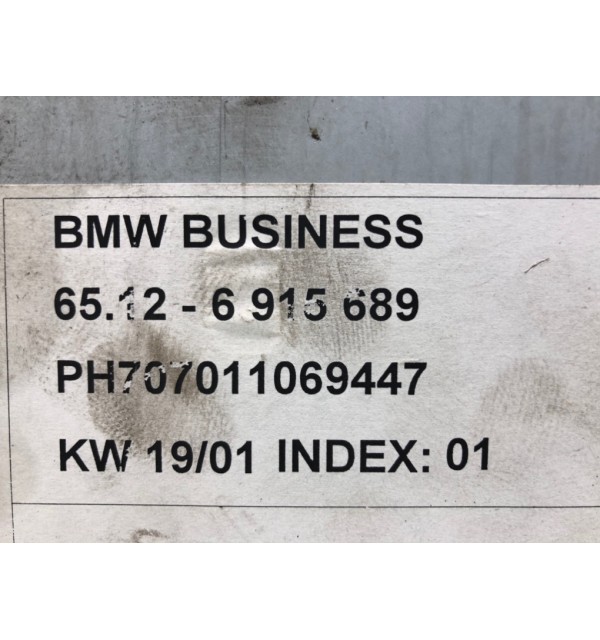 BMW BUSINESS
65.12 - 6 915 689
PH707011069447
KW 19/01 INDEX: 01